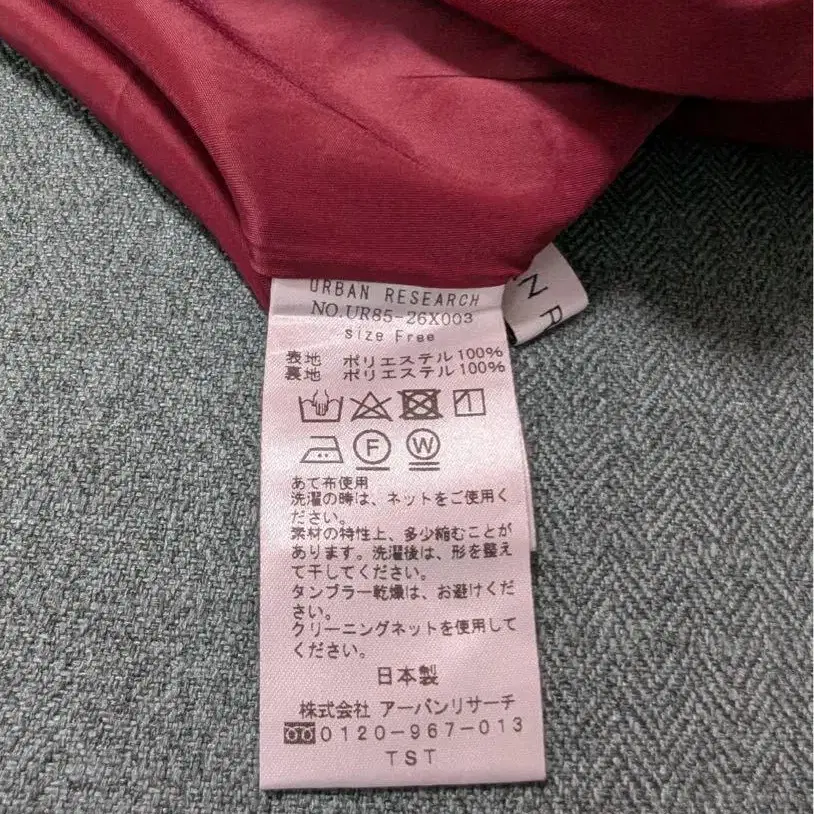 URBAN RESEARCH
N R
NO.UR85-26X003
Size Free
表地 ポリエステル100%
裏地 ポリエステル100%
F W
あて布使用
洗濯の時は、ネットをご使用く
ださい。
素材の特性上、多少縮むことが
あります。洗濯後は、形を整え
て干してください。
タンブラー乾燥は、お避けくだ
さい。
クリーニングネットを使用して
ください。
日本製
株式会社 アーバンリサーチ
0120-967-013
TST